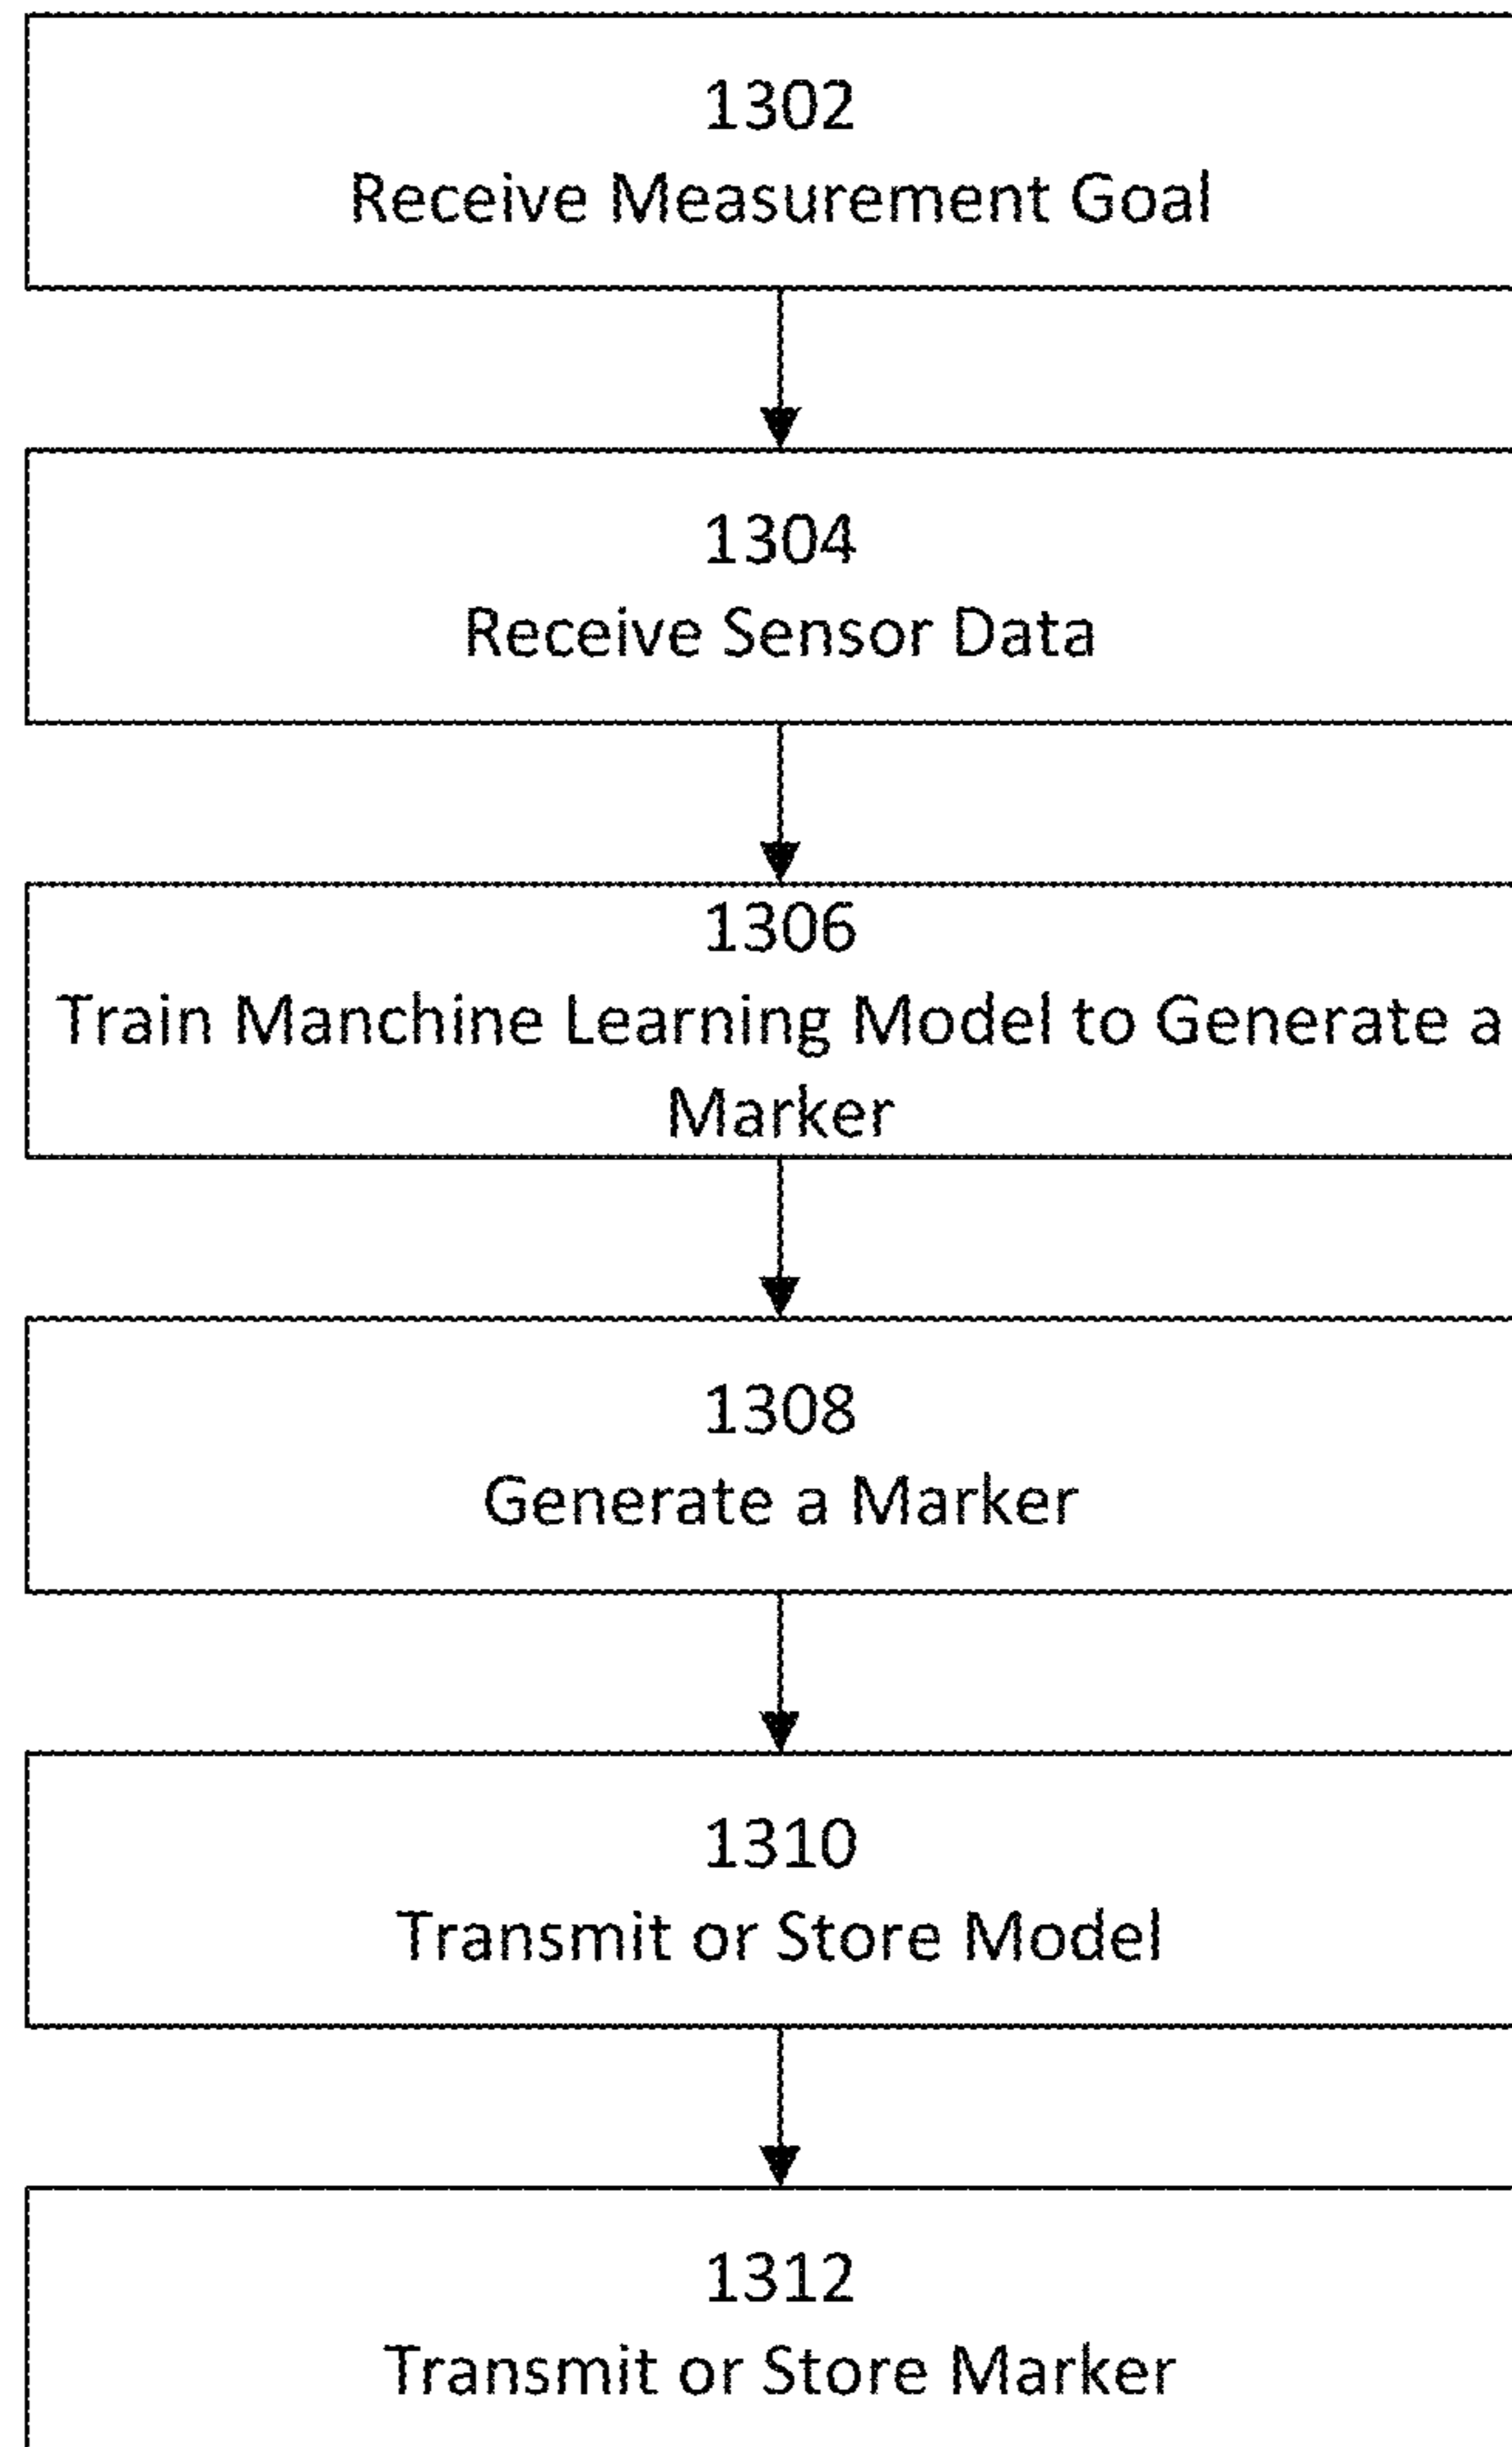 1302
Receive Measurement Goal
1304
Receive Sensor Data
1306
Train Manchine Learning Model to Generate a
Marker
1308
Generate a Marker
1310
Transmit or Store Model
1312
Transmit or Store Marker